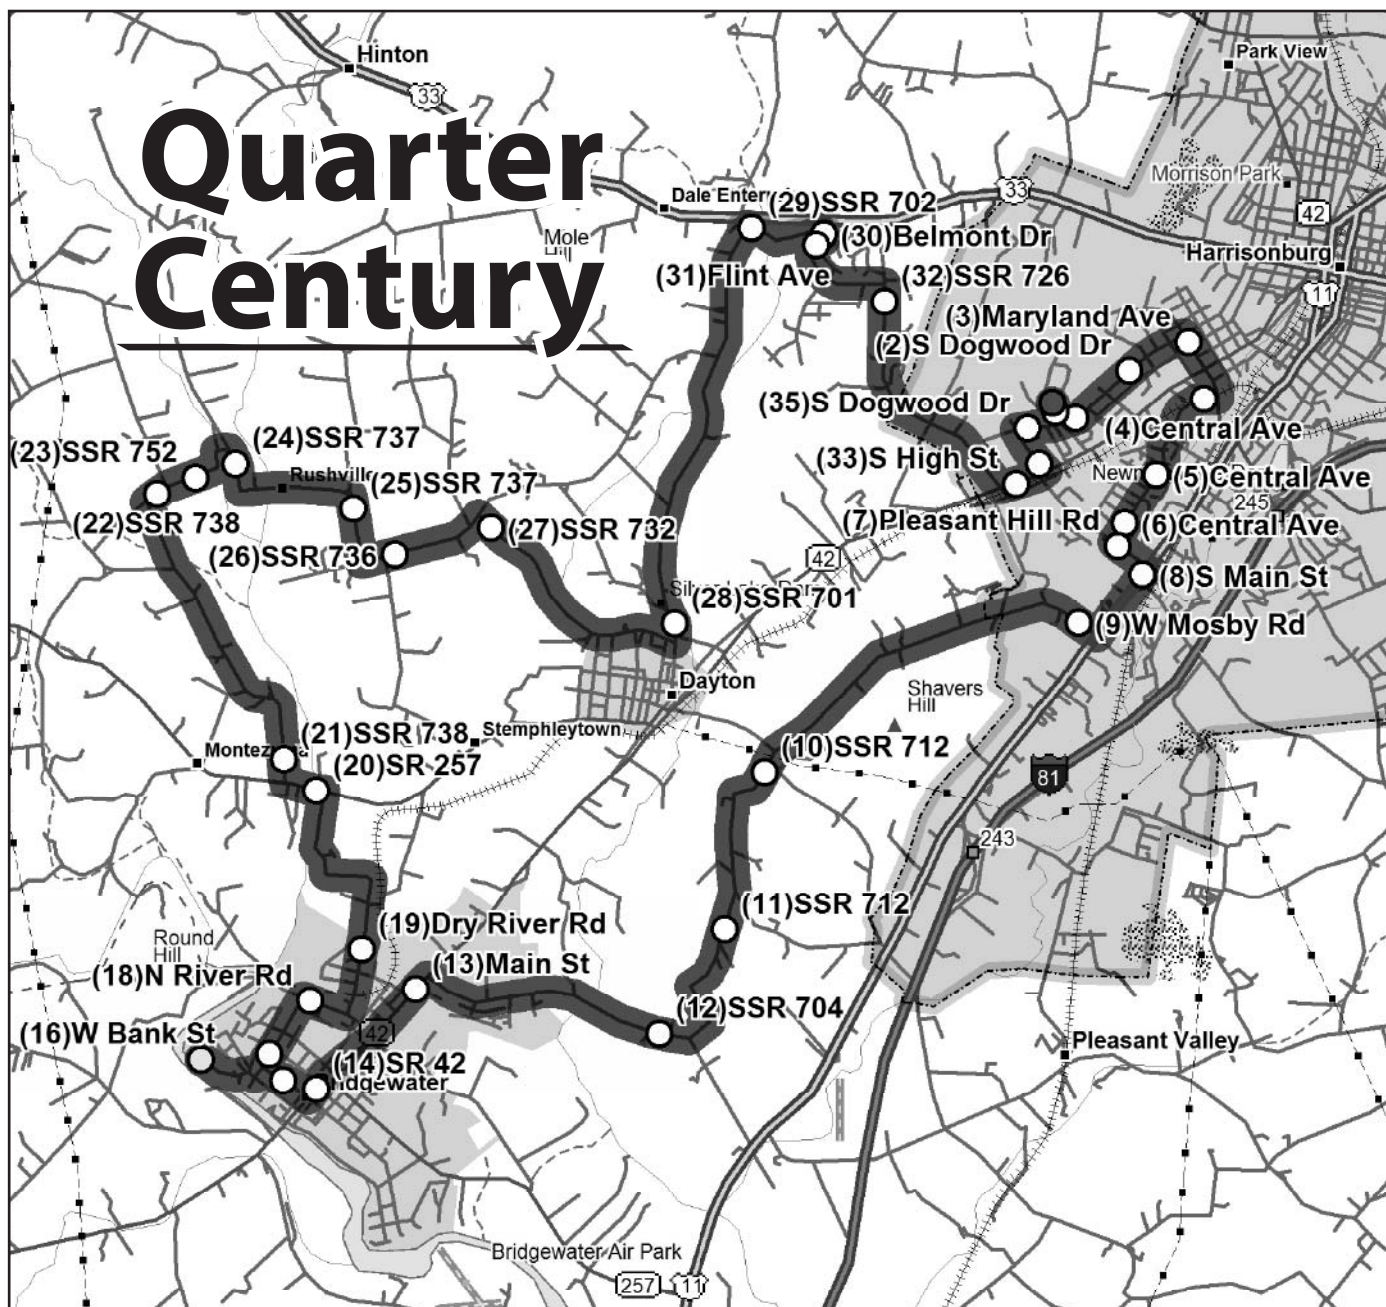 Hinton
33
Park View
Quarter
Century
Morrison Park
42
33
Dale Enter
(29)SSR 702
(30)Belmont Dr
Mole
Hill
Harrisonburg
11
(31)Flint Ave
(32)SSR 726
(3)Maryland Ave
(2)S Dogwood Dr
(35)S Dogwood Dr
(4)Central Ave
(24)SSR 737
(23)SSR 752
Rushville
(33)S High St
(5)Central Ave
(25)SSR 737
245
(22)SSR 738
(7)Pleasant Hill Rd
(6)Central Ave
(27)SSR 732
(26)SSR 736
42
(8)S Main St
(28)SSR 701
(9)W Mosby Rd
Dayton
Shavers
Hill
Stemphleytown
(21)SSR 738
(10)SSR 712
(20)SR 257
81
243
(11)SSR 712
(19)Dry River Rd
Round
Hill
(13)Main St
(18)N River Rd
(12)SSR 704
42
(16)W Bank St
Pleasant Valley
(14)SR 42
Bridgewater Air Park
257
11